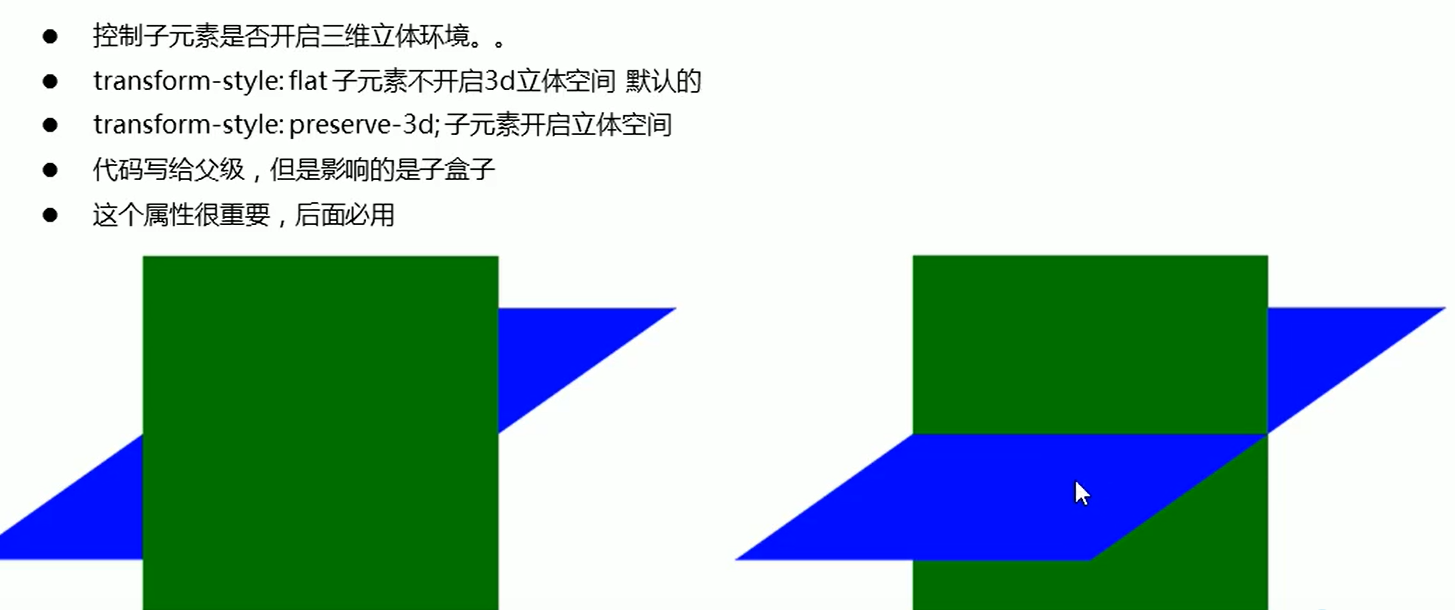 ● 控制子元素是否开启三维立体环境。。
● transform-style: flat 子元素不开启3d立体空间 默认的
● transform-style: preserve-3d; 子元素开启立体空间
● 代码写给父级，但是影响的是子盒子
● 这个属性很重要，后面必用